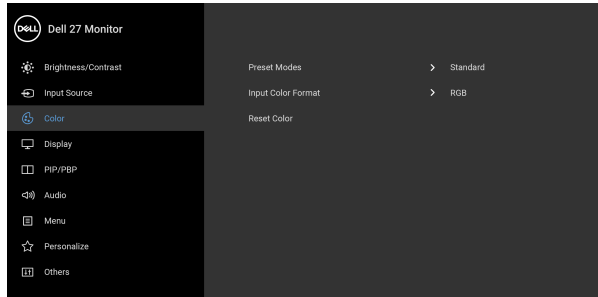 DELL Dell 27 Monitor
Brightness/Contrast
Preset Modes Standard
Input Source
Input Color Format RGB
Color
Reset Color
Display
PIP/PBP
Audio
Menu
Personalize
Others